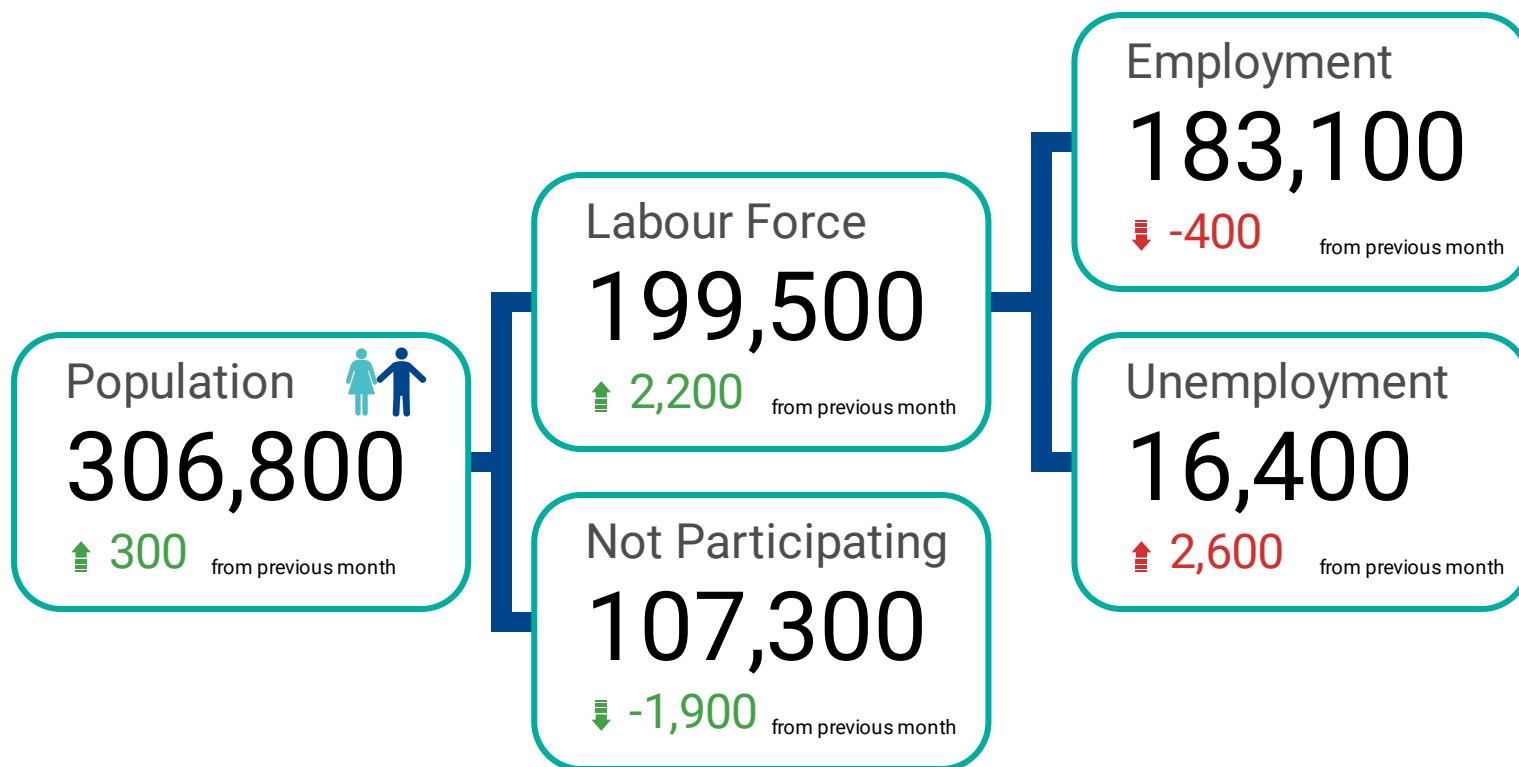 Population
306,800
300 from previous month
Labour Force
199,500
2,200 from previous month
Not Participating
107,300
-1,900 from previous month
Employment
183,100
-400 from previous month
Unemployment
16,400
2,600 from previous month